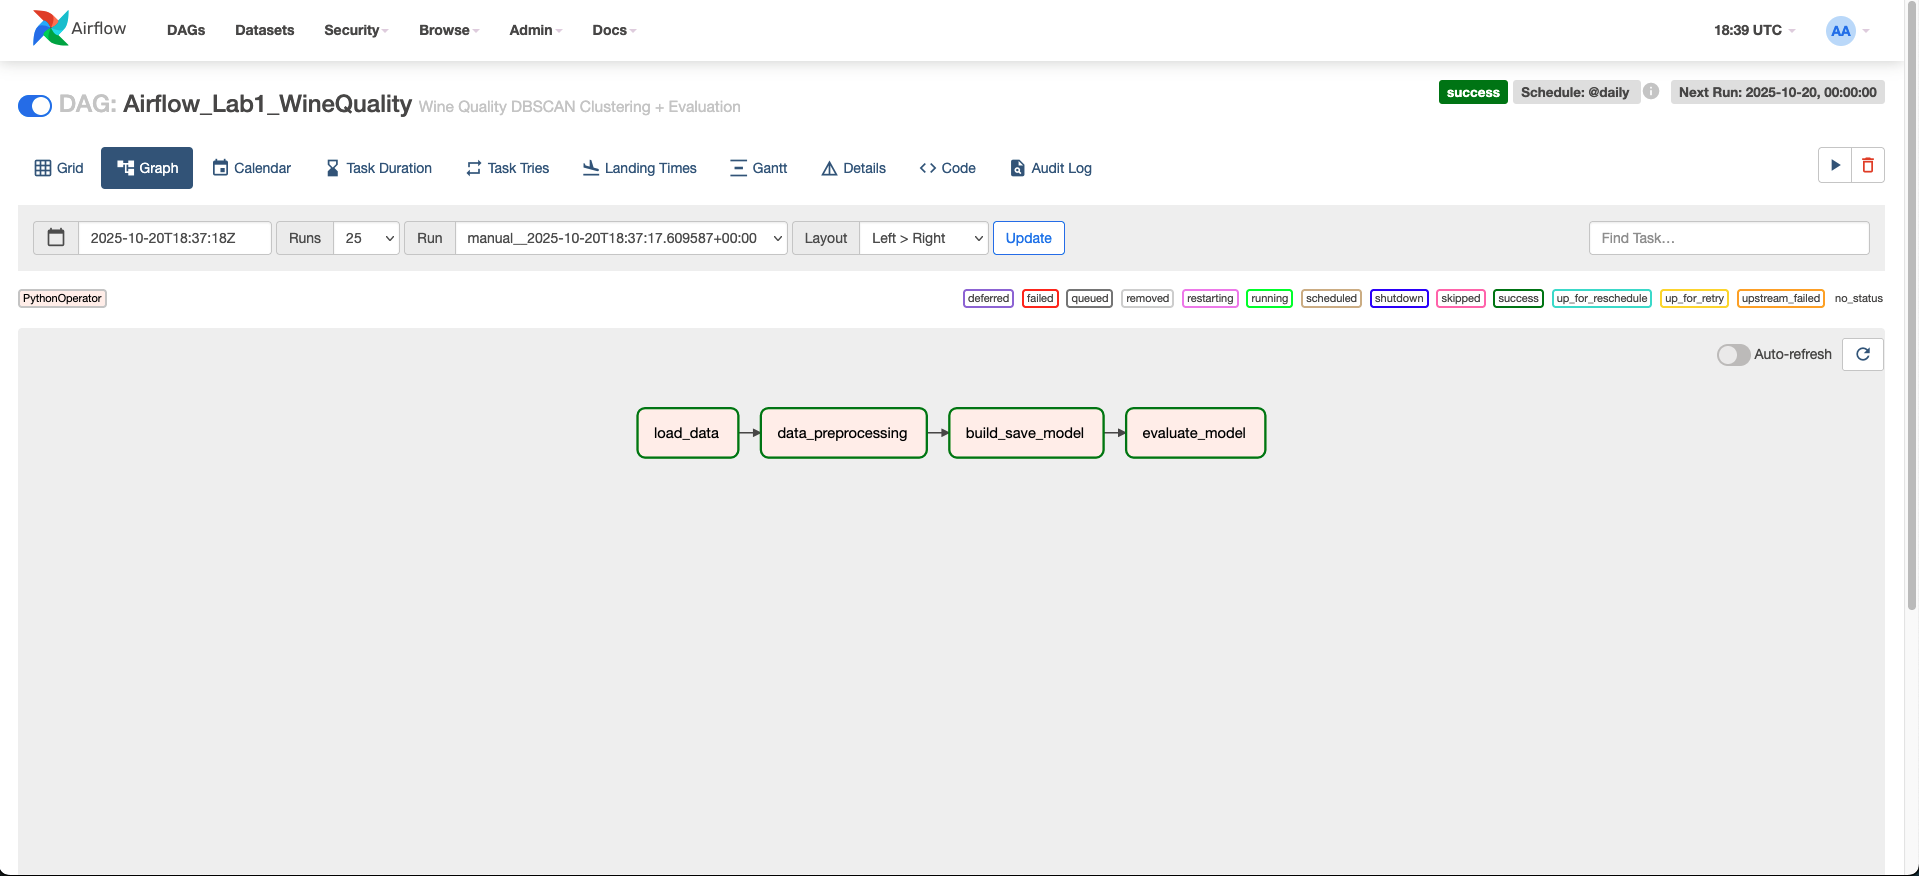 Airflow DAGs Datasets Security Browse Admin Docs 18:39 UTC AA
DAG: Airflow_Lab1_WineQuality Wine Quality DBSCAN Clustering + Evaluation success Schedule: @daily i Next Run: 2025-10-20, 00:00:00
Grid Graph Calendar Task Duration Task Tries Landing Times Gantt Details <> Code Audit Log
2025-10-20T18:37:18Z Runs 25 Run manual__2025-10-20T18:37:17.609587+00:00 Layout Left > Right Update Find Task...
PythonOperator deferred failed queued removed restarting running scheduled shutdown skipped success up_for_reschedule up_for_retry upstream_failed no_status
Auto-refresh
load_data data_preprocessing build_save_model evaluate_model